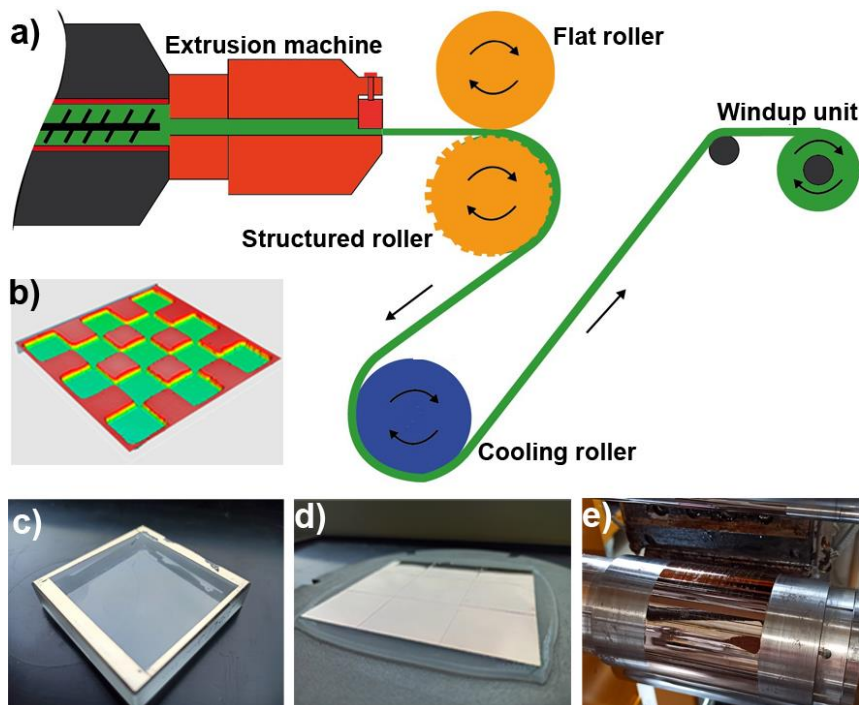 a)
Extrusion machine
Flat roller
Windup unit
Structured roller
b)
Cooling roller
c)
d)
e)